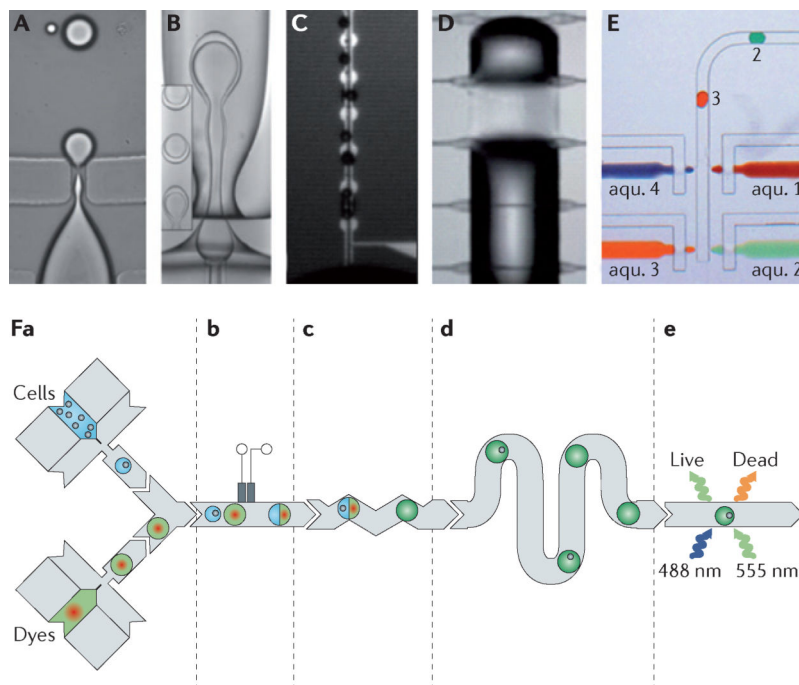 A
B
C
D
E
2
3
aqu. 4
aqu. 1
aqu. 3
aqu. 2
Fa
b
c
d
e
Cells
Live
Dead
488 nm
555 nm
Dyes